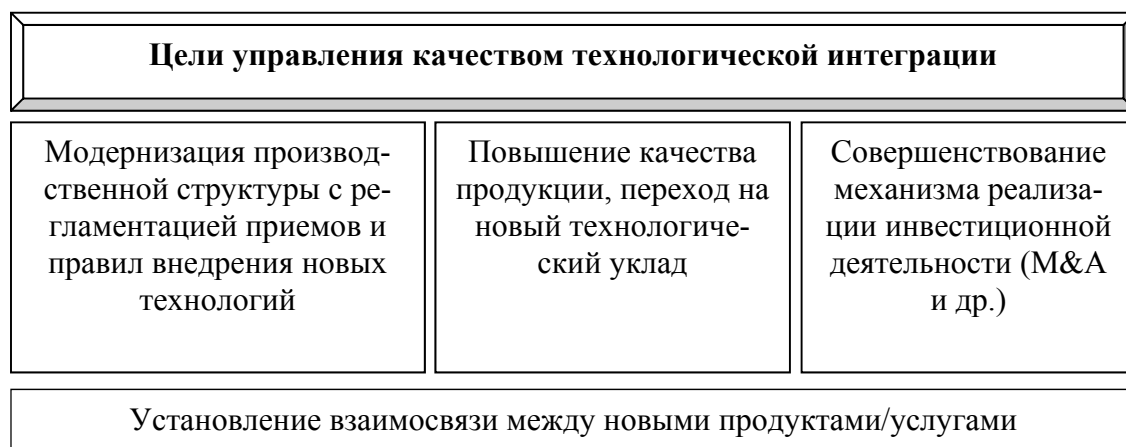 Цели управления качеством технологической интеграции
Модернизация производ-
ственной структуры с ре-
гламентацией приемов и
правил внедрения новых
технологий
Повышение качества
продукции, переход на
новый технологиче-
ский уклад
Совершенствование
механизма реализа-
ции инвестиционной
деятельности (M&A
и др.)
Установление взаимосвязи между новыми продуктами/услугами